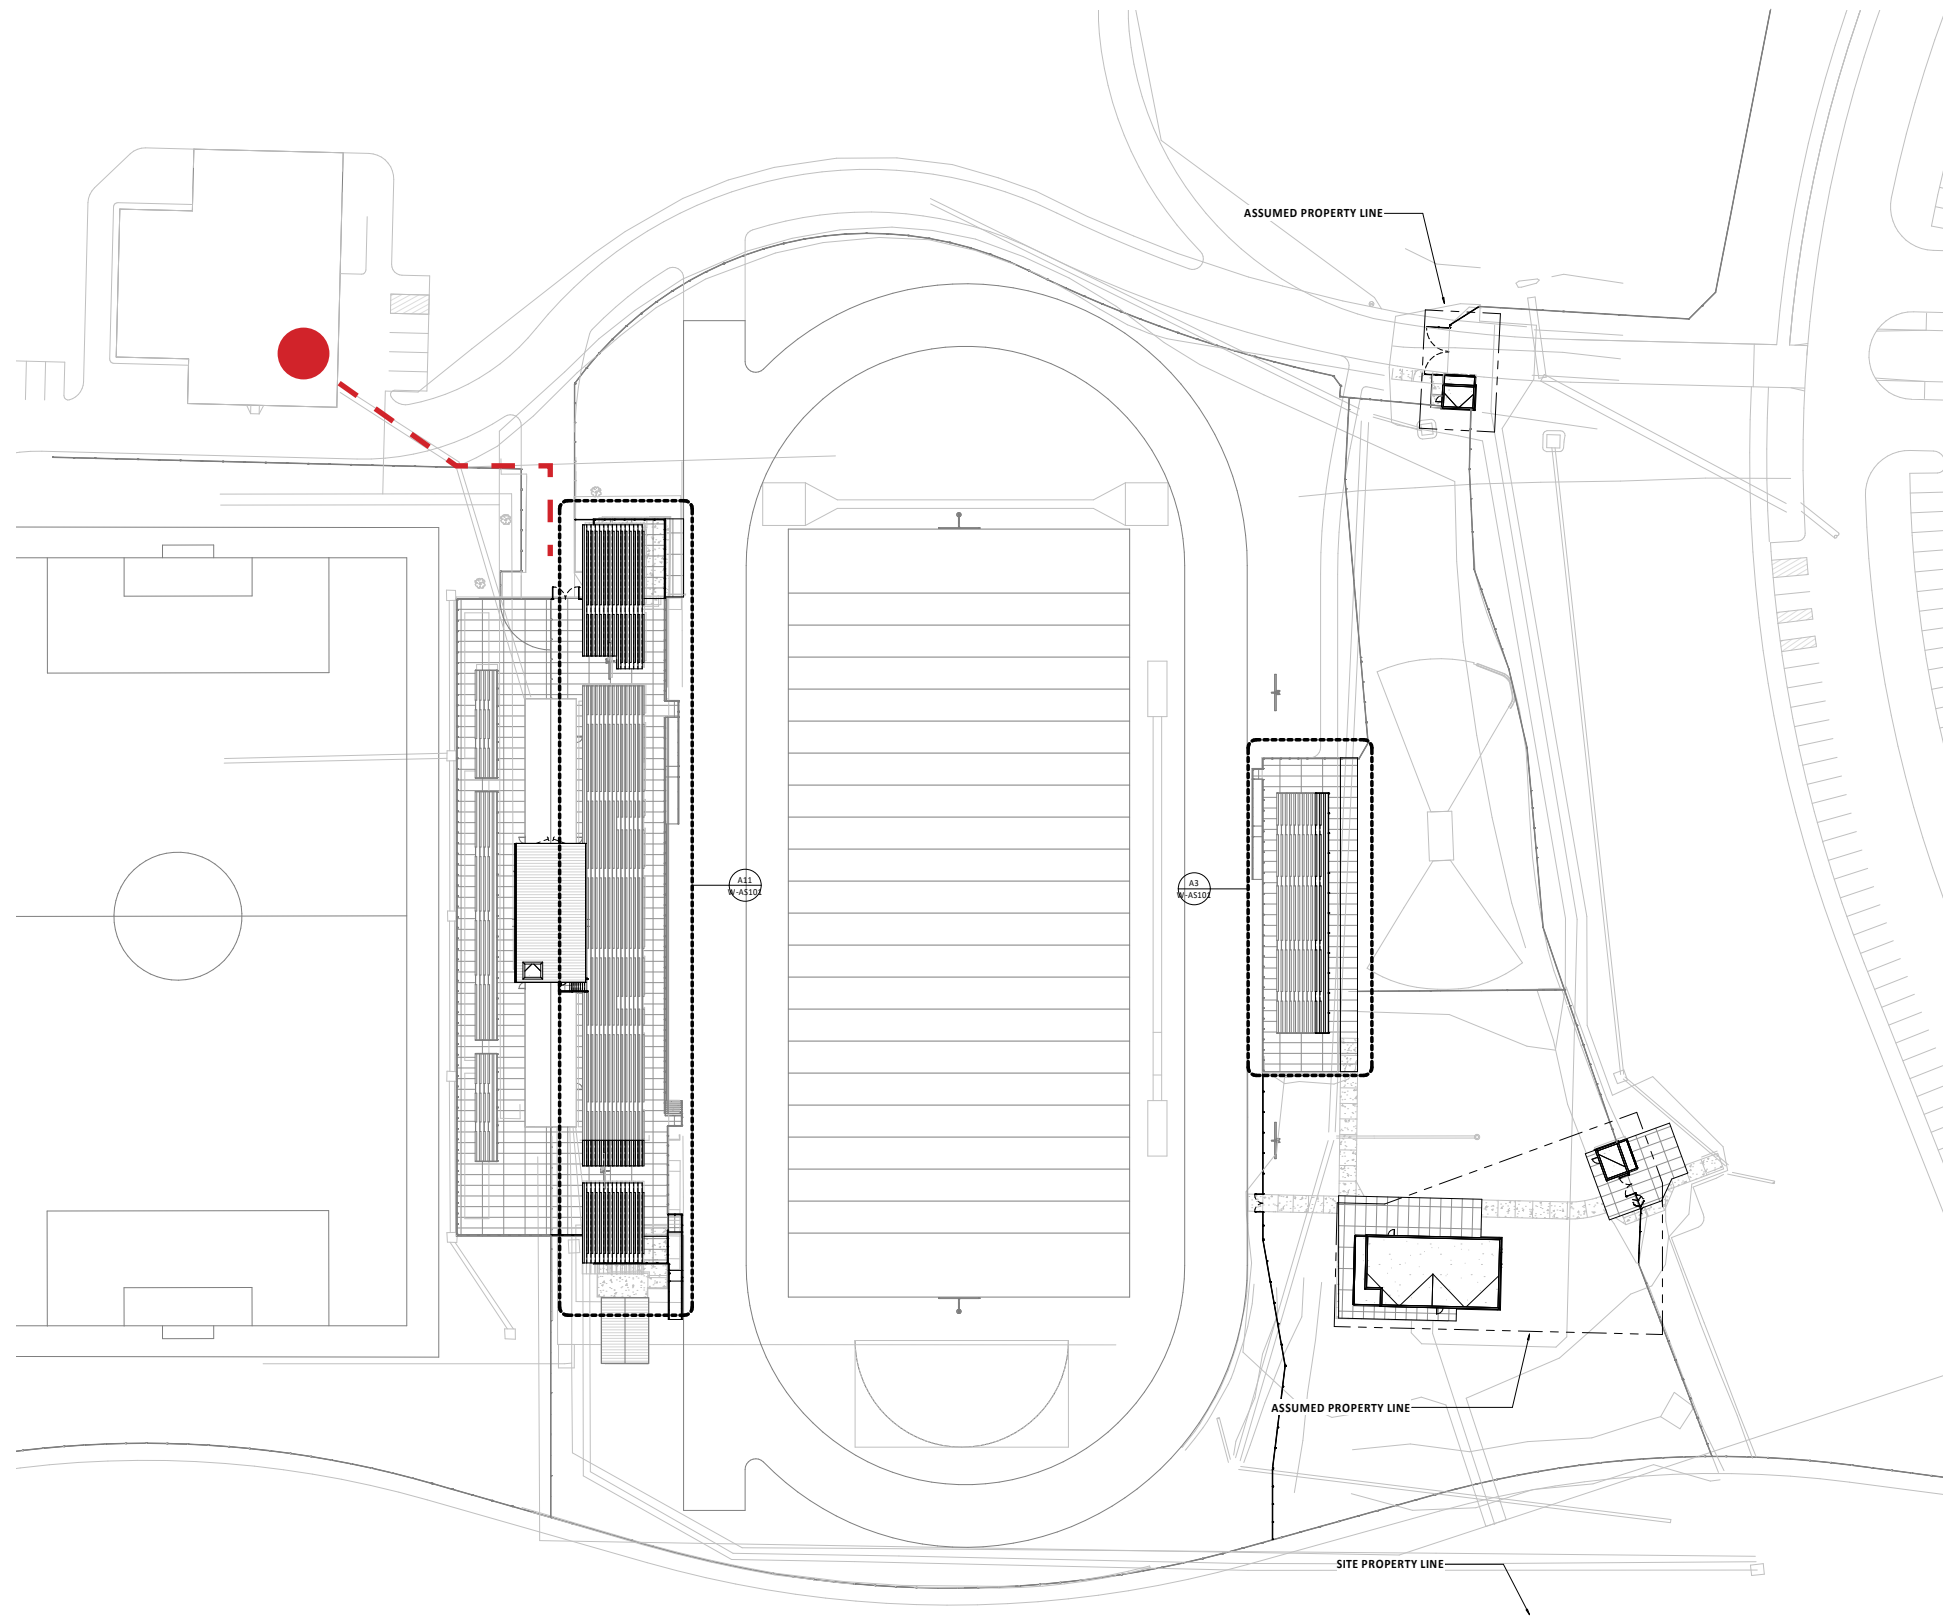 ASSUMED PROPERTY LINE
A11
W-AS101
A3
W-AS101
ASSUMED PROPERTY LINE
SITE PROPERTY LINE